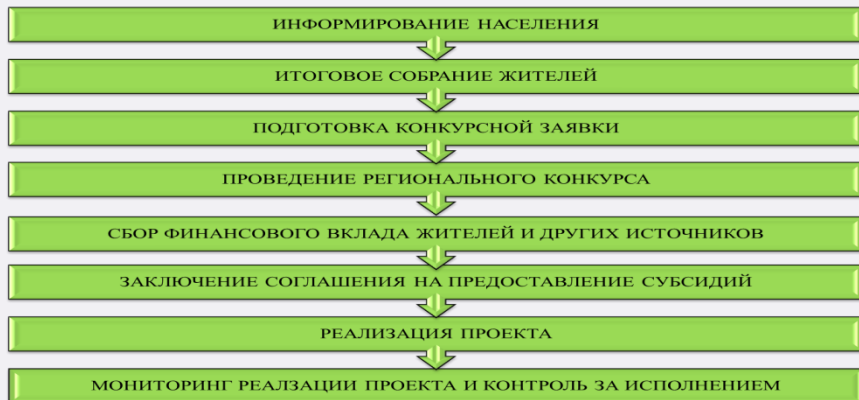 ИНФОРМИРОВАНИЕ НАСЕЛЕНИЯ
ИТОГОВОЕ СОБРАНИЕ ЖИТЕЛЕЙ
ПОДГОТОВКА КОНКУРСНОЙ ЗАЯВКИ
ПРОВЕДЕНИЕ РЕГИОНАЛЬНОГО КОНКУРСА
СБОР ФИНАНСОВОГО ВКЛАДА ЖИТЕЛЕЙ И ДРУГИХ ИСТОЧНИКОВ
ЗАКЛЮЧЕНИЕ СОГЛАШЕНИЯ НА ПРЕДОСТАВЛЕНИЕ СУБСИДИЙ
РЕАЛИЗАЦИЯ ПРОЕКТА
МОНИТОРИНГ РЕАЛЗАЦИИ ПРОЕКТА И КОНТРОЛЬ ЗА ИСПОЛНЕНИЕМ